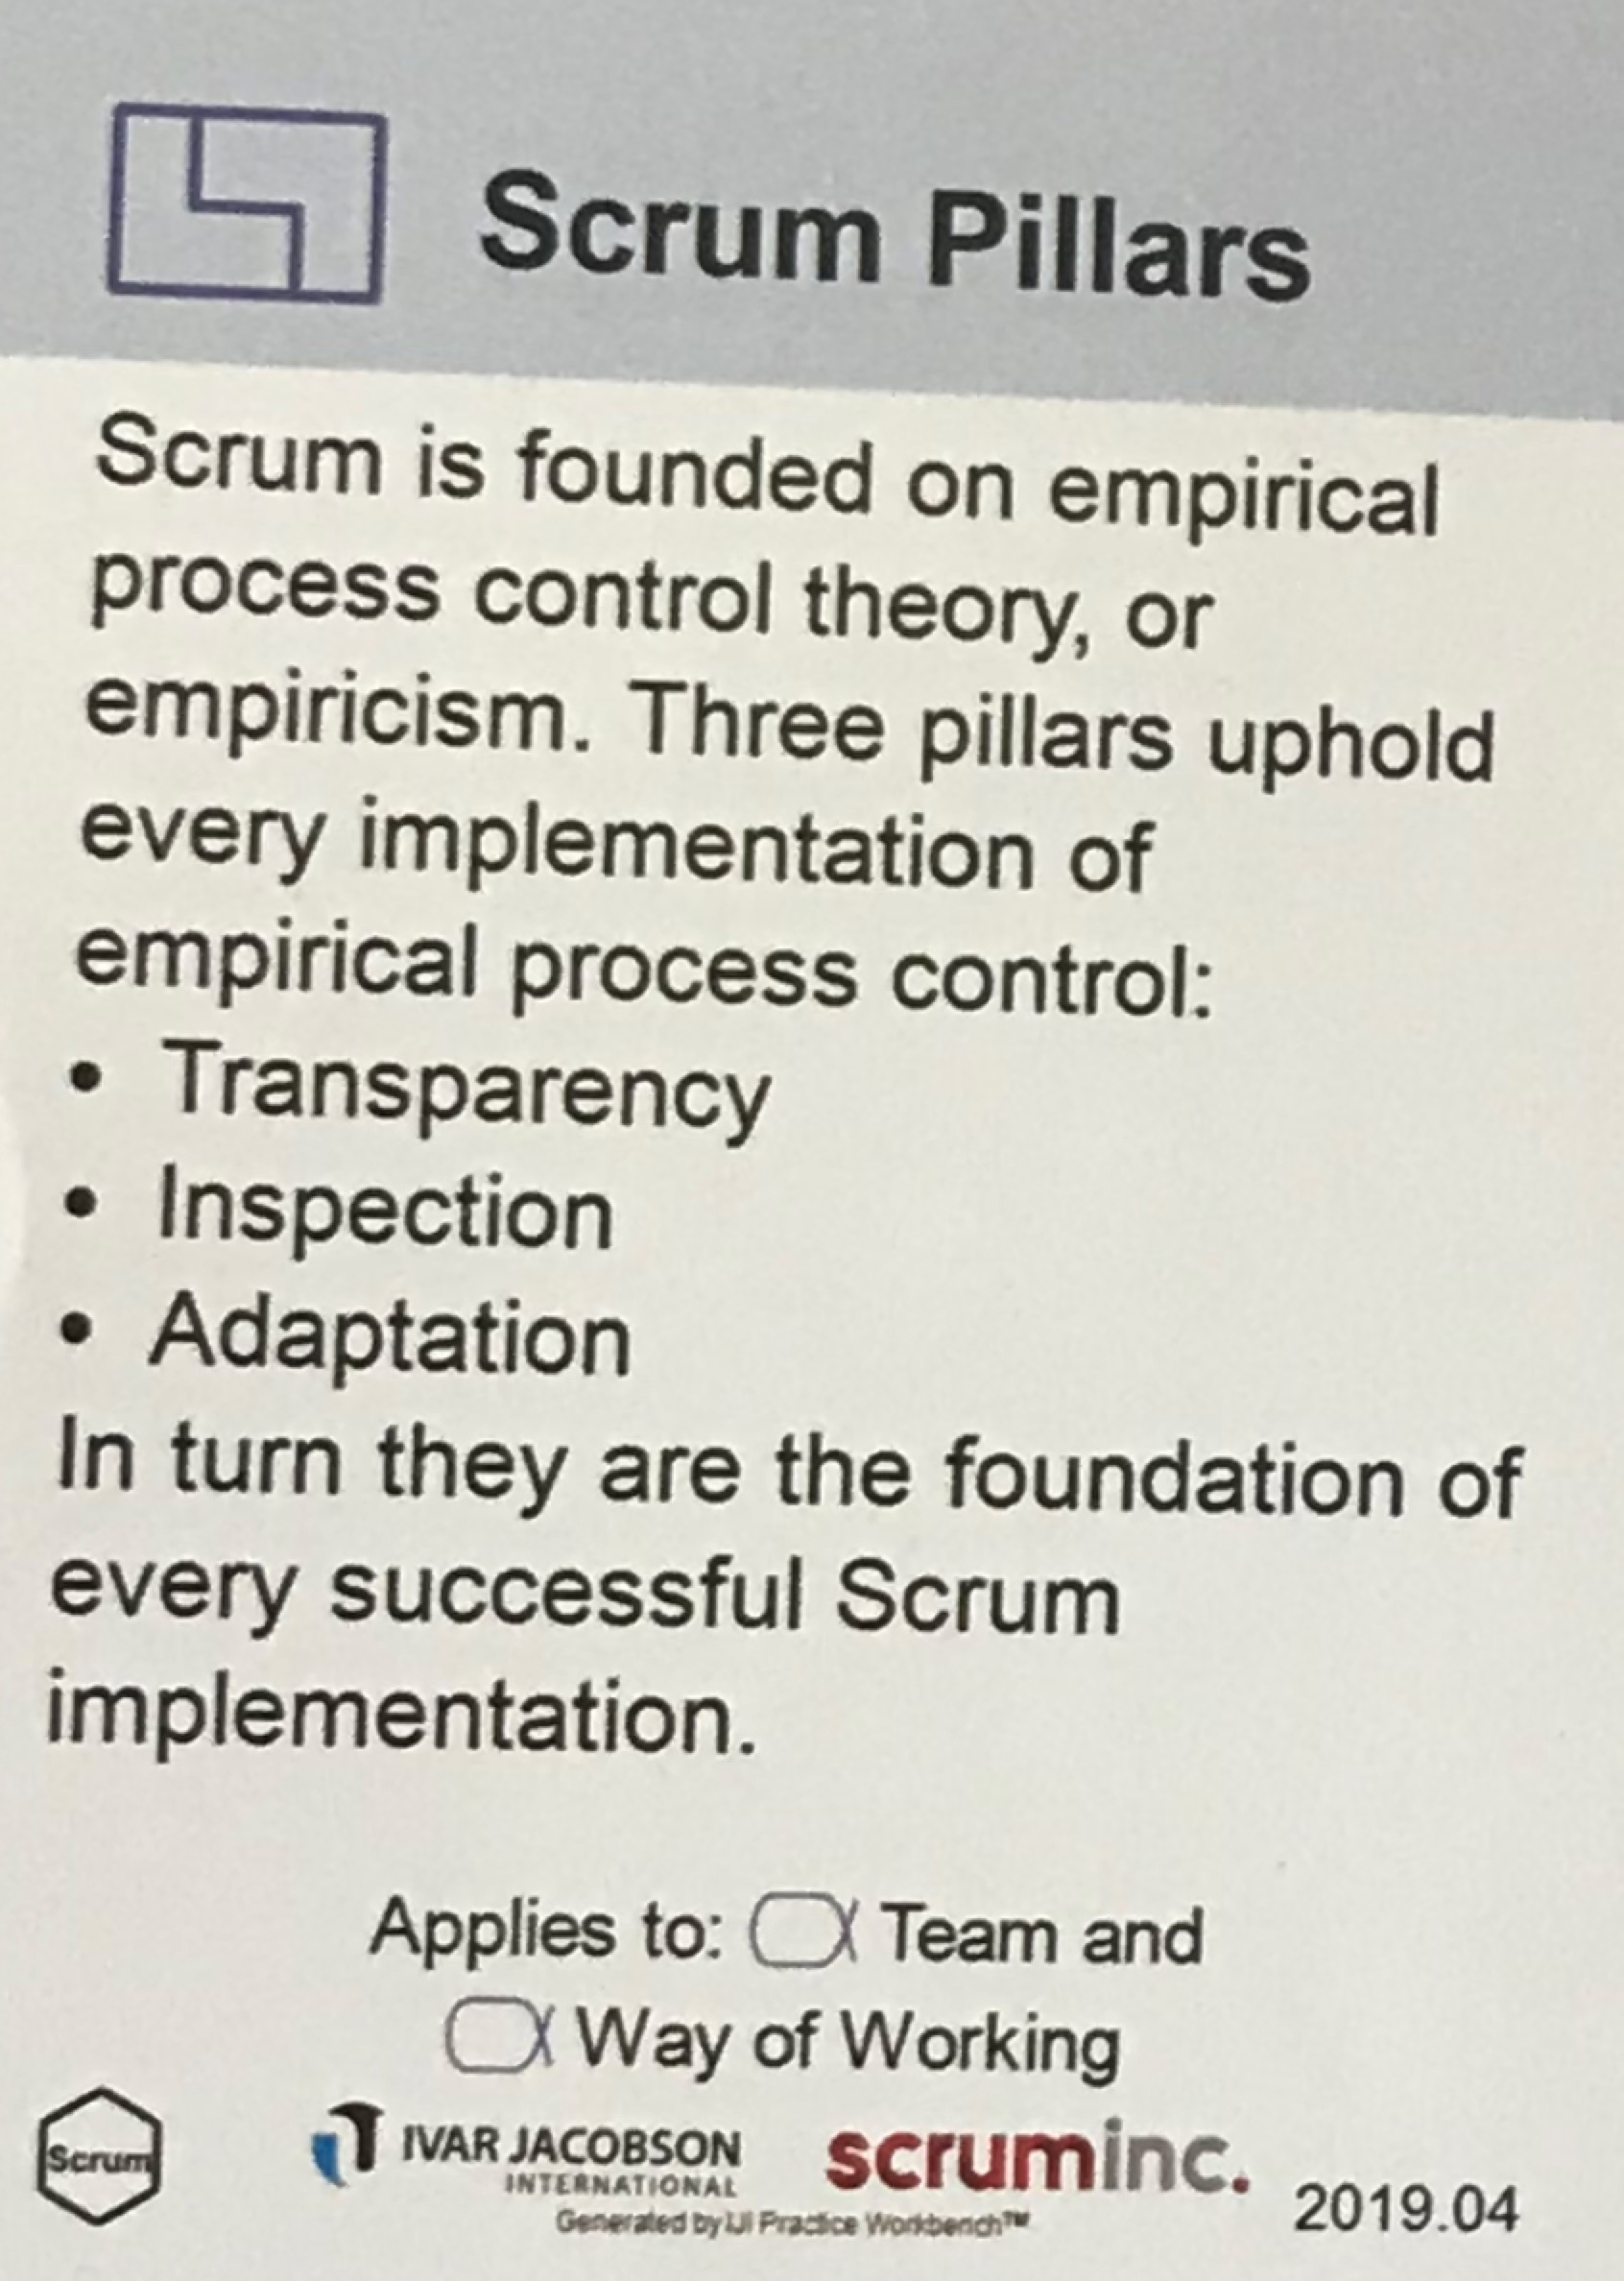 Scrum Pillars
Scrum is founded on empirical
process control theory, or
empiricism. Three pillars uphold
every implementation of
empirical process control:
• Transparency
• Inspection
• Adaptation
In turn they are the foundation of
every successful Scrum
implementation.
Applies to: Team and
Way of Working
Scrum
IVAR JACOBSON
INTERNATIONAL
scruminc.
Generated by IJI Practice Workbench™
2019.04